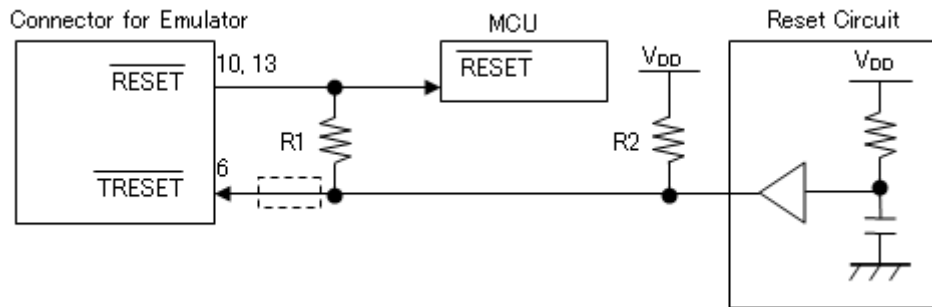 Connector for Emulator
MCU
Reset Circuit
RESET
10, 13
RESET
VDD
VDD
R1
R2
6
TRESET